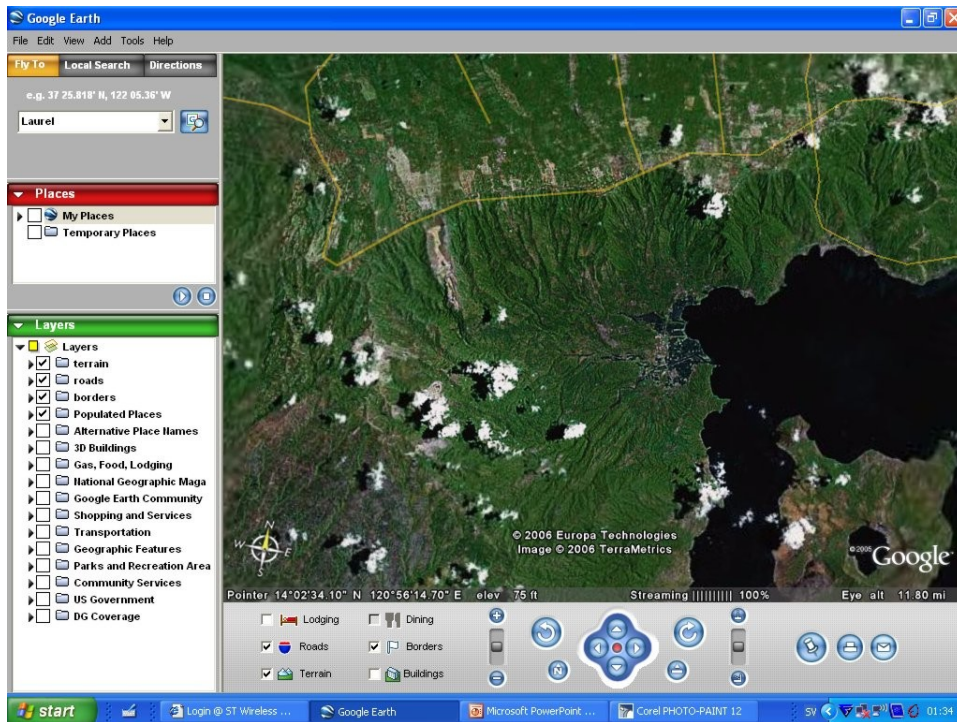 Google Earth
File Edit View Add Tools Help
Fly To Local Search Directions
e.g. 37 25.818' N, 122 05.36' W
Laurel
Places
My Places
Temporary Places
Layers
Layers
terrain
roads
borders
Populated Places
Alternative Place Names
3D Buildings
Gas, Food, Lodging
National Geographic Maga
Google Earth Community
Shopping and Services
Transportation
Geographic Features
Parks and Recreation Area
Community Services
US Government
DG Coverage
N
W E
S
© 2006 Europa Technologies
Image © 2006 TerraMetrics
©2005 Google
Pointer 14°02'34.10" N 120°56'14.70" E elev 75 ft Streaming |||||||||| 100% Eye alt 11.80 mi
Lodging Dining
Roads Borders
Terrain Buildings
N
start Login @ ST Wireless ... Google Earth Microsoft PowerPoint ... Corel PHOTO-PAINT 12 SV 01:34